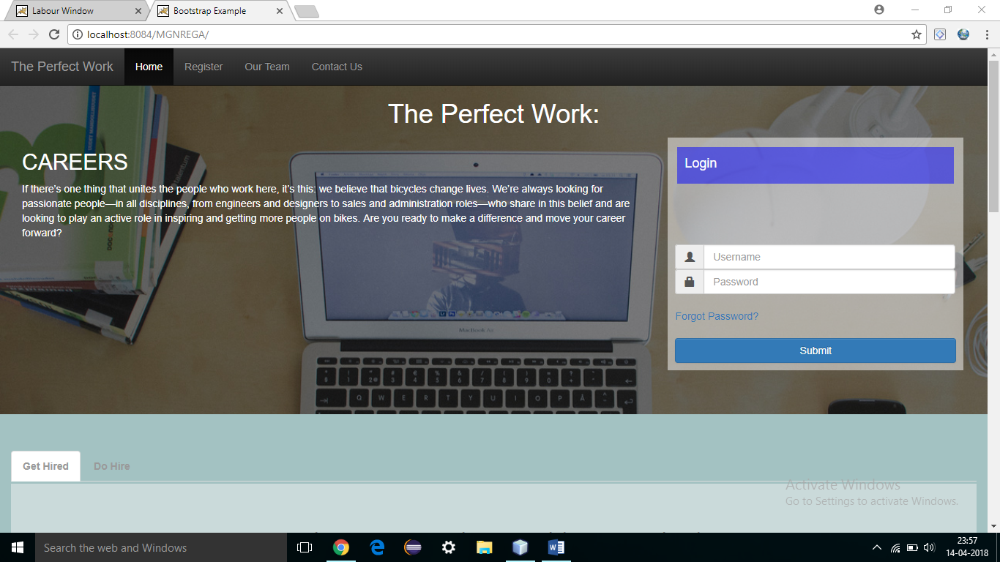 Labour Window
Bootstrap Example
localhost:8084/MGNREGA/
The Perfect Work Home Register Our Team Contact Us
The Perfect Work:
CAREERS
If there's one thing that unites the people who work here, it's this: we believe that bicycles change lives. We're always looking for
passionate people—in all disciplines, from engineers and designers to sales and administration roles—who share in this belief and are
looking to play an active role in inspiring and getting more people on bikes. Are you ready to make a difference and move your career
forward?
Login
Username
Password
Forgot Password?
Submit
MacBook Air
Q W E R T Y U I O P Å
Get Hired Do Hire
Activate Windows
Go to Settings to activate Windows.
Search the web and Windows
23:57
14-04-2018